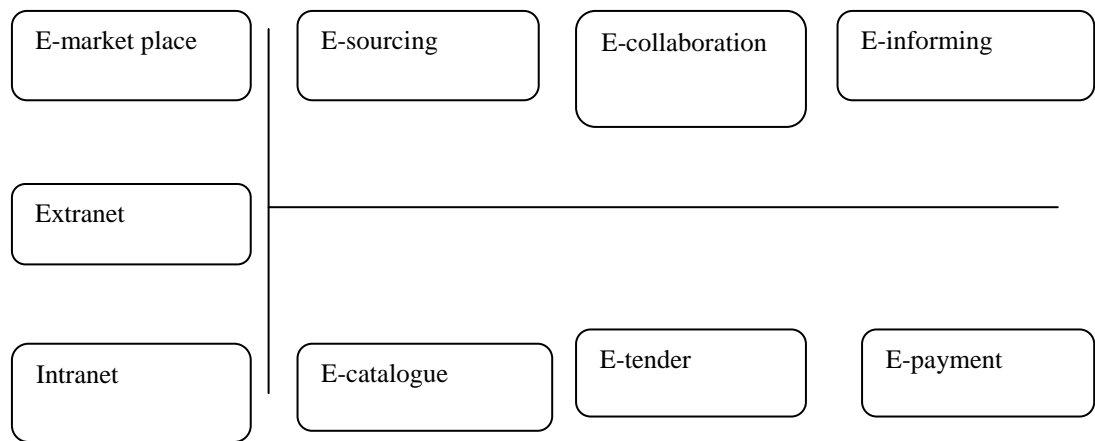 E-market place
E-sourcing
E-collaboration
E-informing
Extranet
Intranet
E-catalogue
E-tender
E-payment